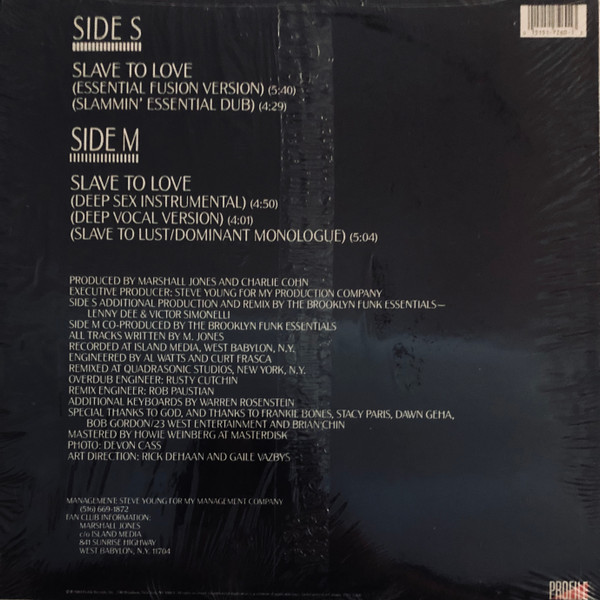 SIDE S
SLAVE TO LOVE
(ESSENTIAL FUSION VERSION) (5:40)
(SLAMMIN' ESSENTIAL DUB) (4:29)
SIDE M
SLAVE TO LOVE
(DEEP SEX INSTRUMENTAL) (4:50)
(DEEP VOCAL VERSION) (4:01)
(SLAVE TO LUST/DOMINANT MONOLOGUE) (5:04)
PRODUCED BY MARSHALL JONES AND CHARLIE COHN
EXECUTIVE PRODUCER: STEVE YOUNG FOR MY PRODUCTION COMPANY
SIDE S ADDITIONAL PRODUCTION AND REMIX BY THE BROOKLYN FUNK ESSENTIALS—
LENNY DEE & VICTOR SIMONELLI
SIDE M CO-PRODUCED BY THE BROOKLYN FUNK ESSENTIALS
ALL TRACKS WRITTEN BY M. JONES
RECORDED AT ISLAND MEDIA, WEST BABYLON, N.Y.
ENGINEERED BY AL WATTS AND CURT FRASCA
REMIXED AT QUADRASONIC STUDIOS, NEW YORK, N.Y.
OVERDUB ENGINEER: RUSTY CUTCHIN
REMIX ENGINEER: ROB PAUSTIAN
ADDITIONAL KEYBOARDS BY WARREN ROSENSTEIN
SPECIAL THANKS TO GOD, AND THANKS TO FRANKIE BONES, STACY PARIS, DAWN GEHA,
BOB GORDON/23 WEST ENTERTAINMENT AND BRIAN CHIN
MASTERED BY HOWIE WEINBERG AT MASTERDISK
PHOTO: DEVON CASS
ART DIRECTION: RICK DEHAAN AND GAILE VAZBYS
MANAGEMENT: STEVE YOUNG FOR MY MANAGEMENT COMPANY
(516) 669-1872
FAN CLUB INFORMATION:
MARSHALL JONES
c/o ISLAND MEDIA
841 SUNRISE HIGHWAY
WEST BABYLON, N.Y. 11704
PROFILE